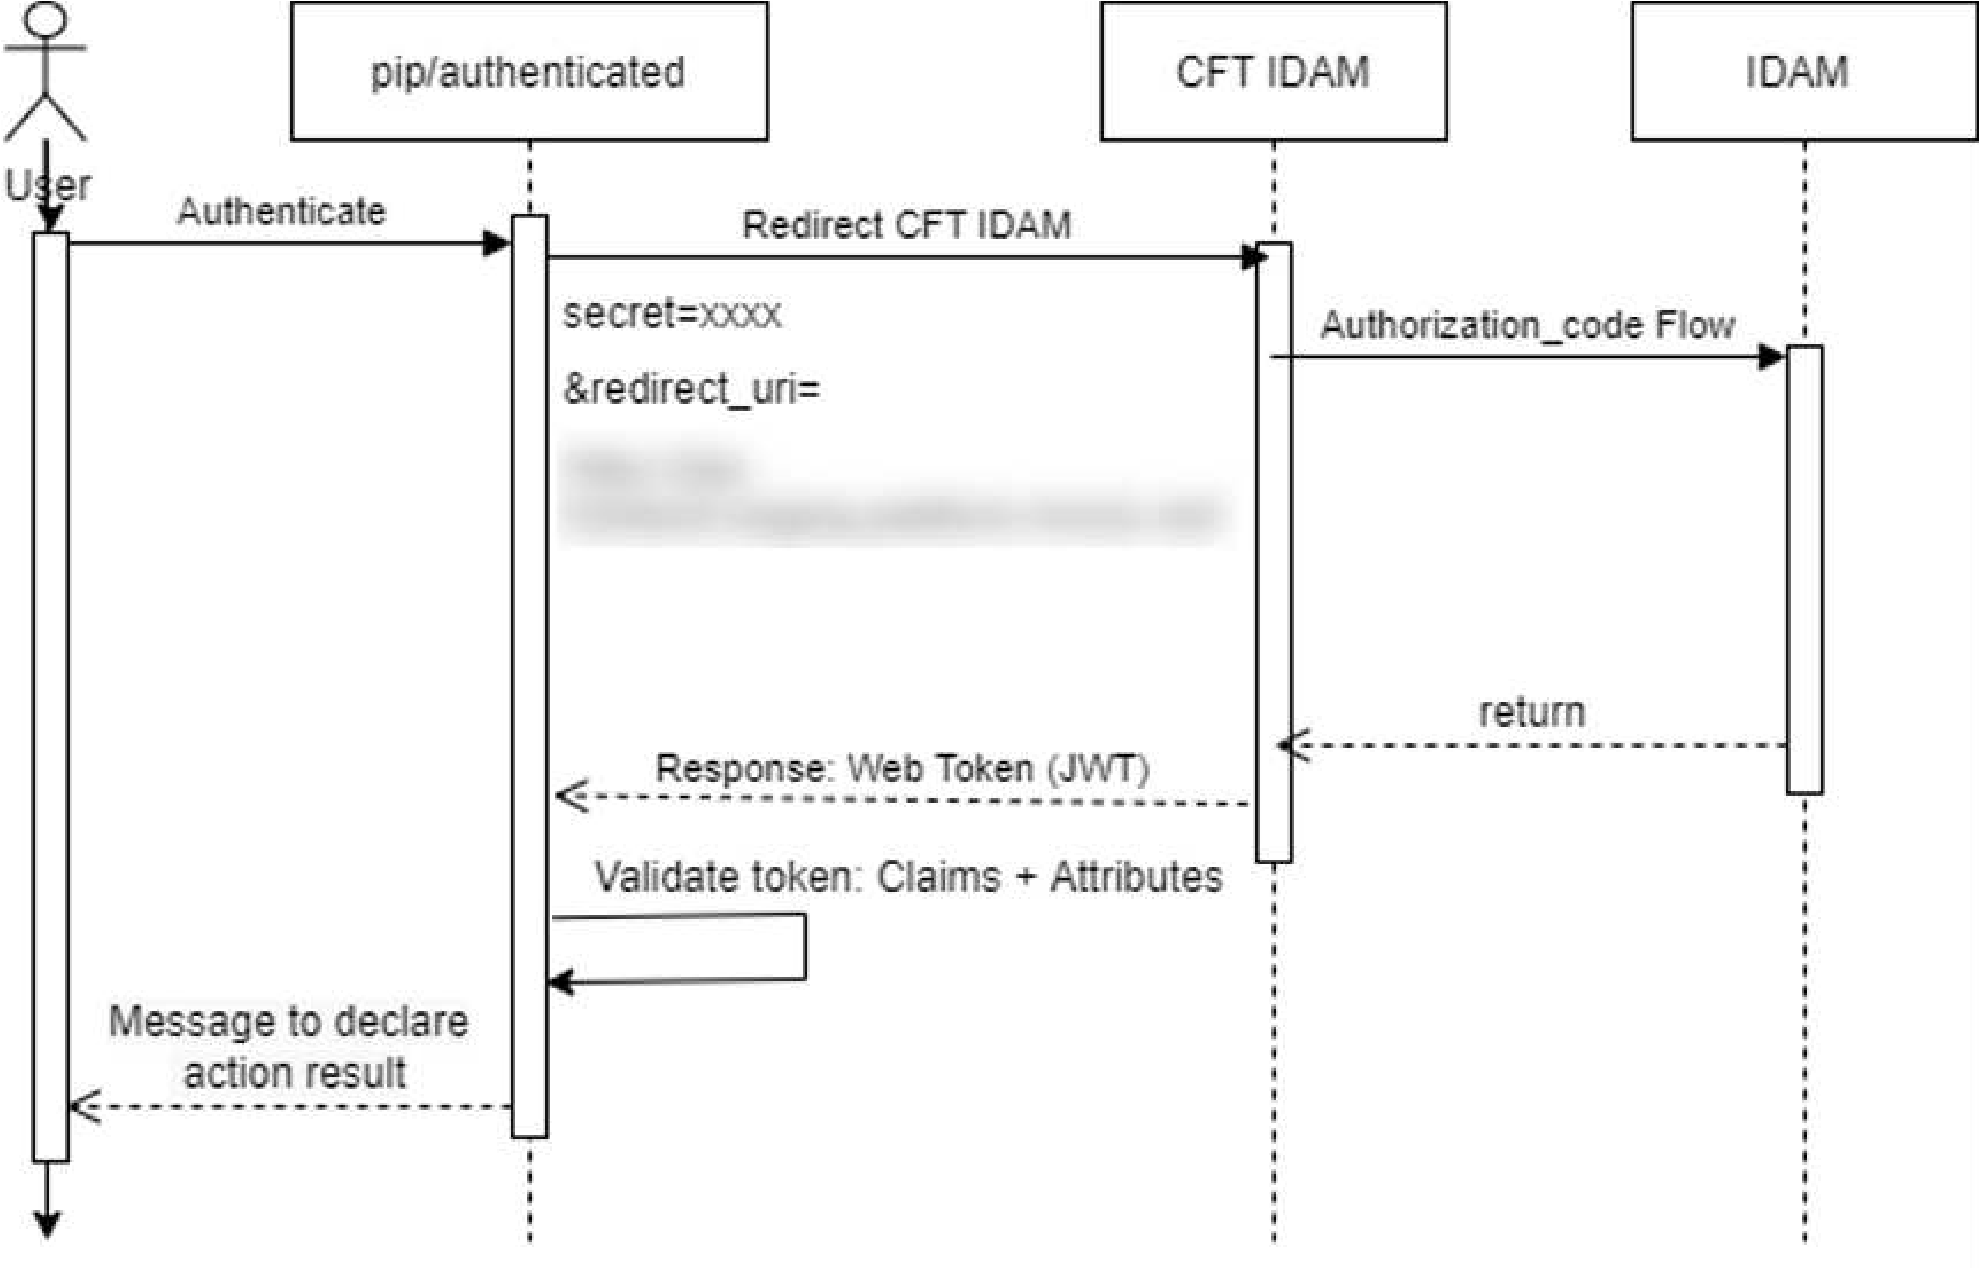 pip/authenticated
CFT IDAM
IDAM
User
Authenticate
Redirect CFT IDAM
secret=xxxx
&redirect_uri=
Authorization_code Flow
return
Response: Web Token (JWT)
Validate token: Claims + Attributes
Message to declare
action result